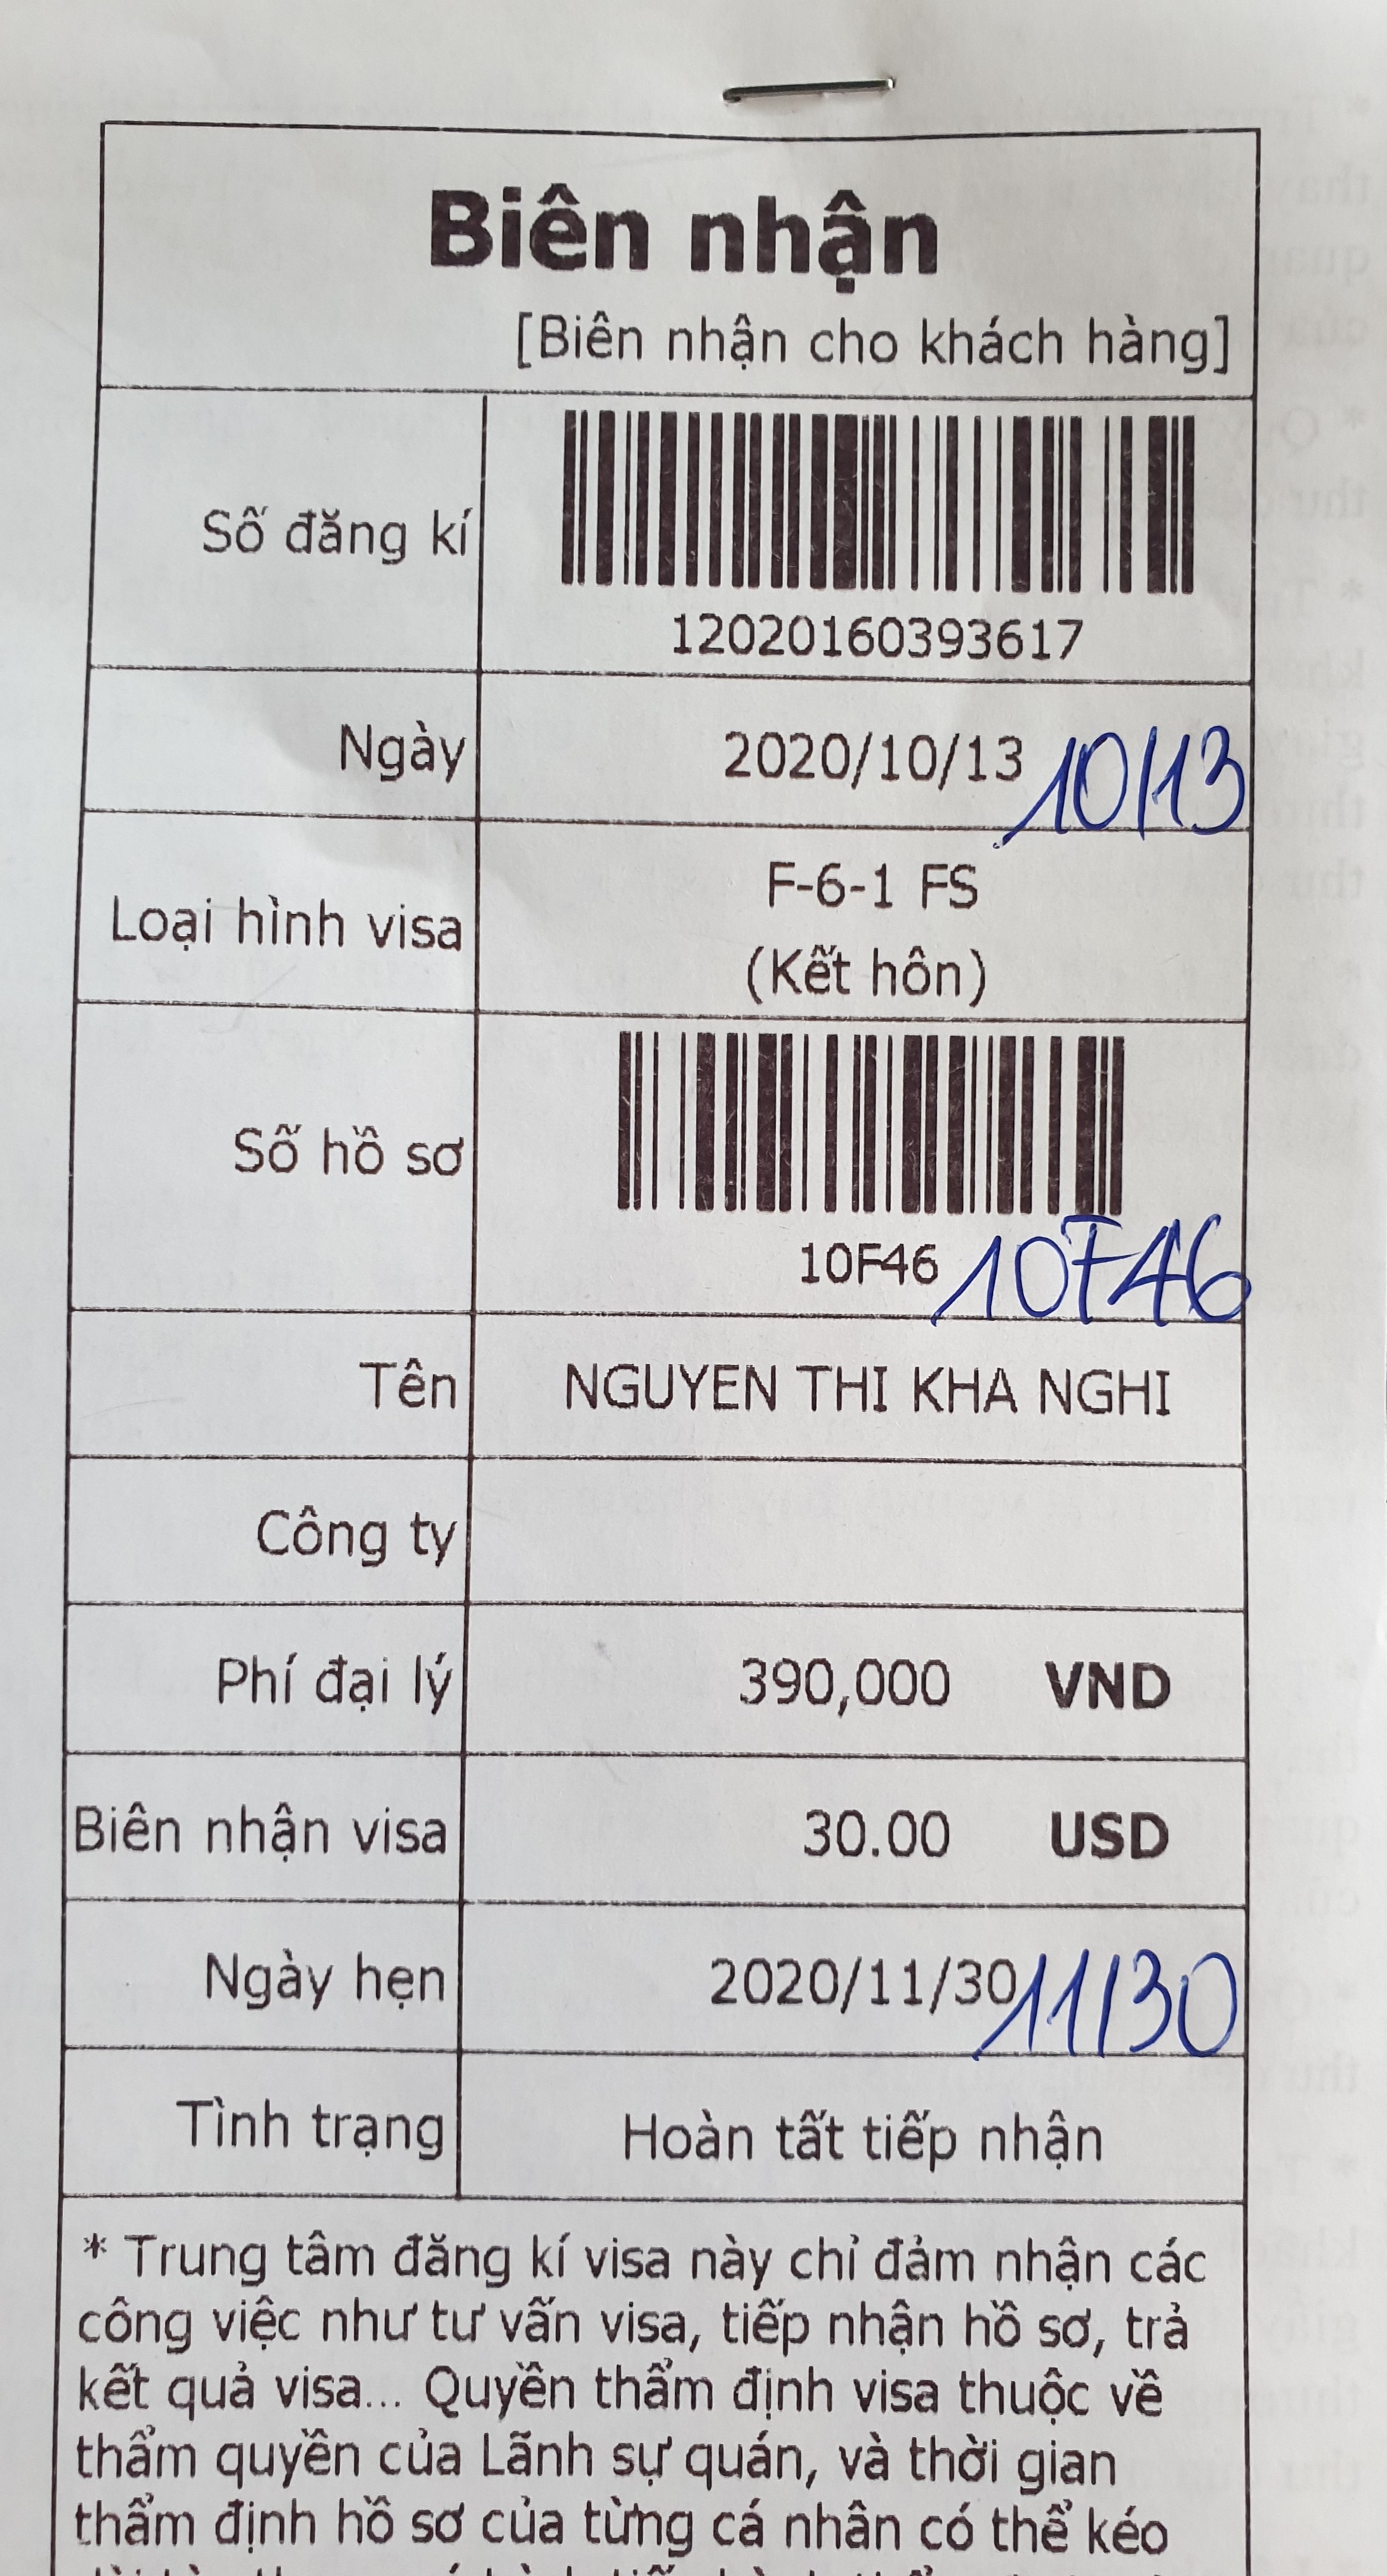 Biên nhận
[Biên nhận cho khách hàng]
Số đăng kí
12020160393617
Ngày 2020/10/13 10/13
Loại hình visa F-6-1 FS
(Kết hôn)
Số hồ sơ
10F46 10F46
Tên NGUYEN THI KHA NGHI
Công ty
Phí đại lý 390,000 VND
Biên nhận visa 30.00 USD
Ngày hẹn 2020/11/30 11/30
Tình trạng Hoàn tất tiếp nhận
* Trung tâm đăng kí visa này chỉ đảm nhận các
công việc như tư vấn visa, tiếp nhận hồ sơ, trả
kết quả visa... Quyền thẩm định visa thuộc về
thẩm quyền của Lãnh sự quán, và thời gian
thẩm định hồ sơ của từng cá nhân có thể kéo